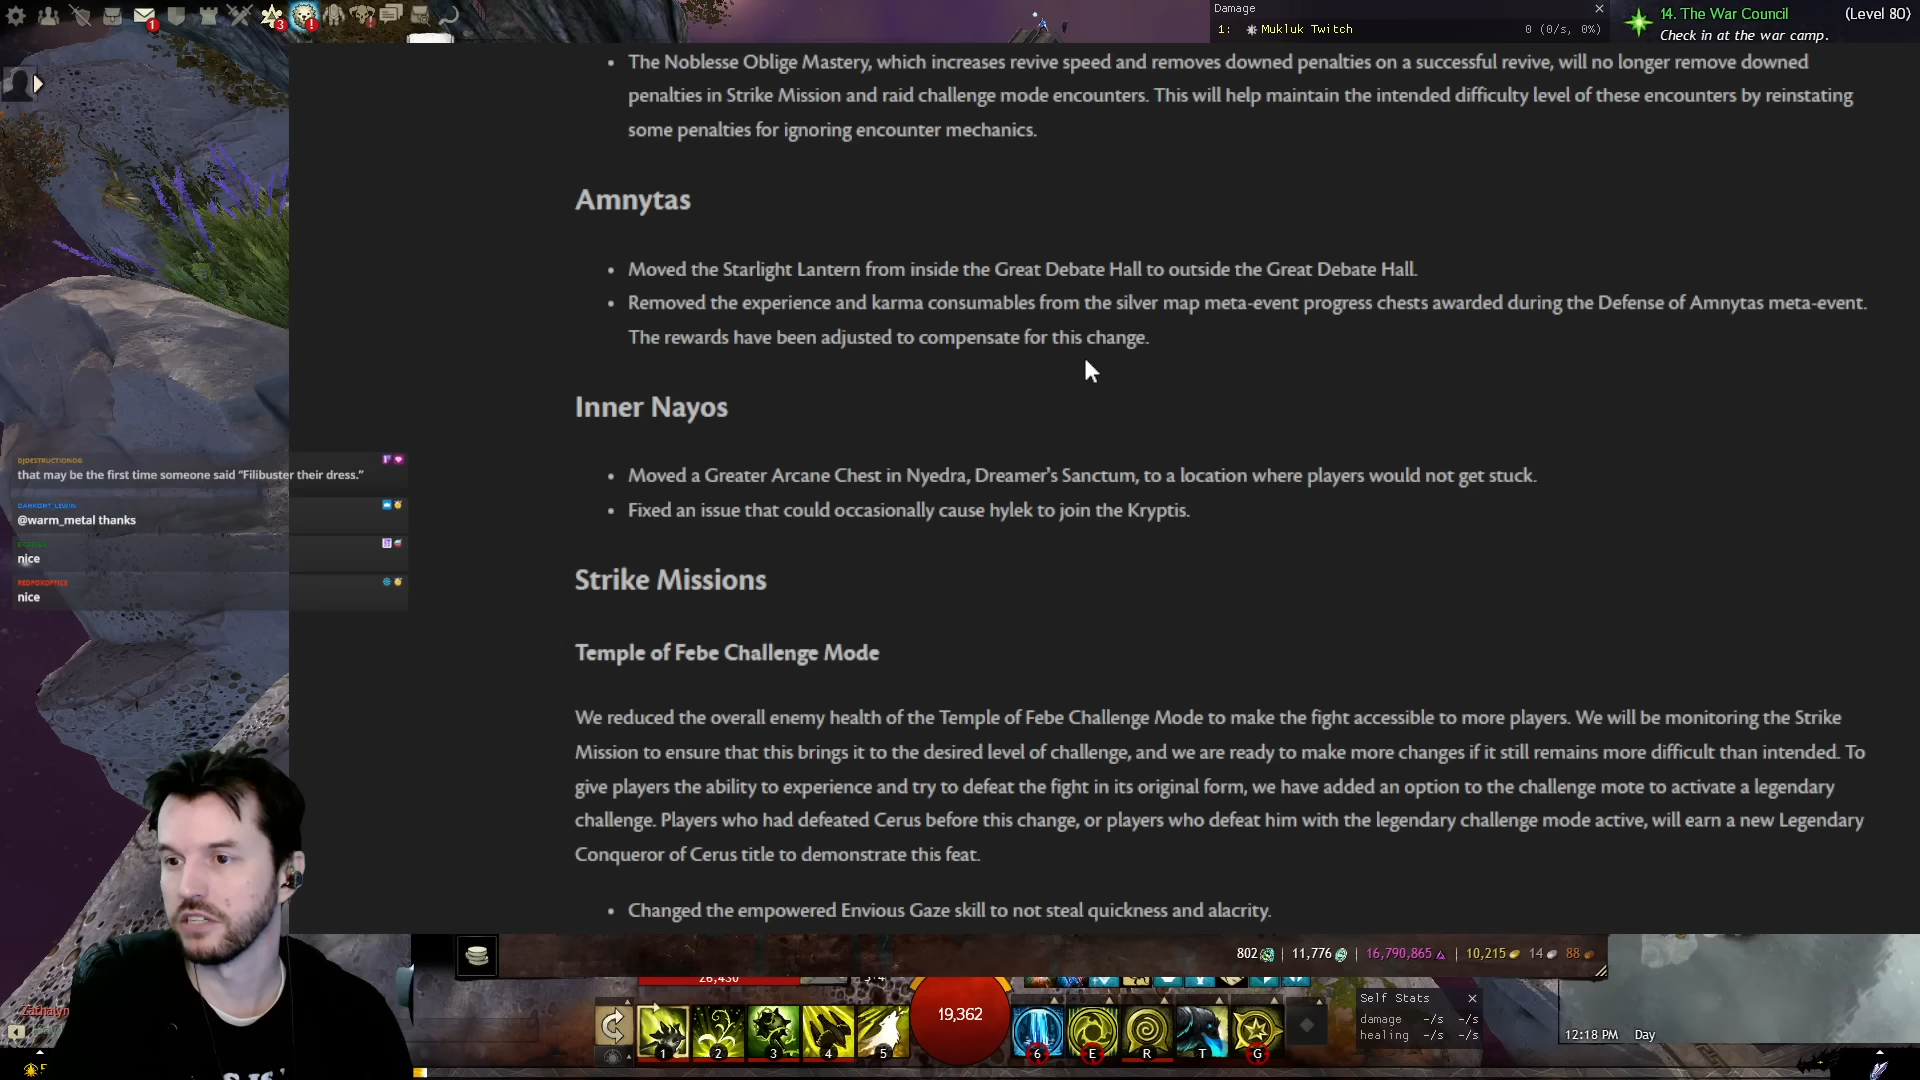 1
3
Damage
1: Mukluk Twitch
0 (0/s, 0%)
14. The War Council
(Level 80)
Check in at the war camp.
• The Noblesse Oblige Mastery, which increases revive speed and removes downed penalties on a successful revive, will no longer remove downed
penalties in Strike Mission and raid challenge mode encounters. This will help maintain the intended difficulty level of these encounters by reinstating
some penalties for ignoring encounter mechanics.
Amnytas
• Moved the Starlight Lantern from inside the Great Debate Hall to outside the Great Debate Hall.
• Removed the experience and karma consumables from the silver map meta-event progress chests awarded during the Defense of Amnytas meta-event.
The rewards have been adjusted to compensate for this change.
Inner Nayos
• Moved a Greater Arcane Chest in Nyedra, Dreamer's Sanctum, to a location where players would not get stuck.
• Fixed an issue that could occasionally cause hylek to join the Kryptis.
Strike Missions
Temple of Febe Challenge Mode
We reduced the overall enemy health of the Temple of Febe Challenge Mode to make the fight accessible to more players. We will be monitoring the Strike
Mission to ensure that this brings it to the desired level of challenge, and we are ready to make more changes if it still remains more difficult than intended. To
give players the ability to experience and try to defeat the fight in its original form, we have added an option to the challenge mote to activate a legendary
challenge. Players who had defeated Cerus before this change, or players who defeat him with the legendary challenge mode active, will earn a new Legendary
Conqueror of Cerus title to demonstrate this feat.
• Changed the empowered Envious Gaze skill to not steal quickness and alacrity.
DJDESTRUCTION06
that may be the first time someone said “Filibuster their dress.”
@warm_metal thanks
nice
REDFOXOFFICE
nice
802 | 11,776 | 16,790,865 | 10,215 14 88
26,430
19,362
1 2 3 4 5
6 E R T G
Self Stats
damage -/s -/s
healing -/s -/s
12:18 PM Day
Zathalyn